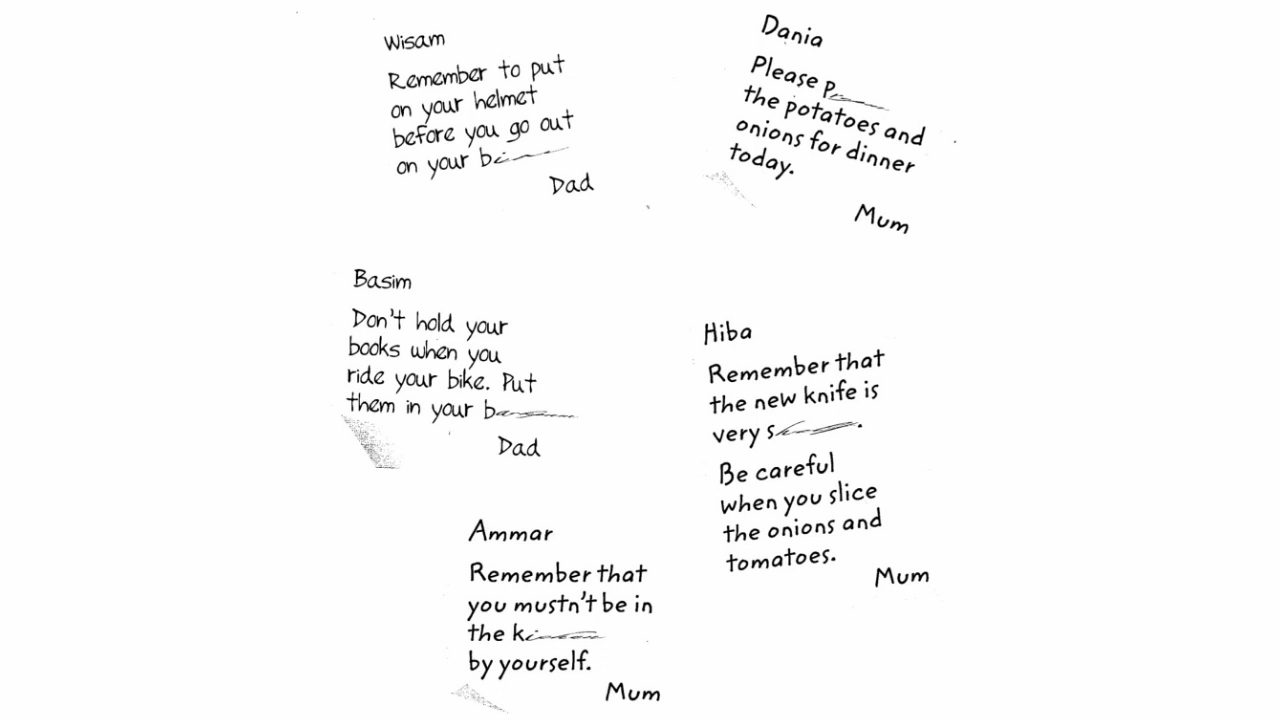 Wisam
Remember to put
on your helmet
before you go out
on your
Dad
Dania
Please
the potatoes and
onions for dinner
today.
Mum
Basim
Don't hold your
books when you
ride your bike. Put
them in your
Dad
Hiba
Remember that
the new knife is
very
Be careful
when you slice
the onions and
tomatoes.
Mum
Ammar
Remember that
you mustn't be in
the
by yourself.
Mum